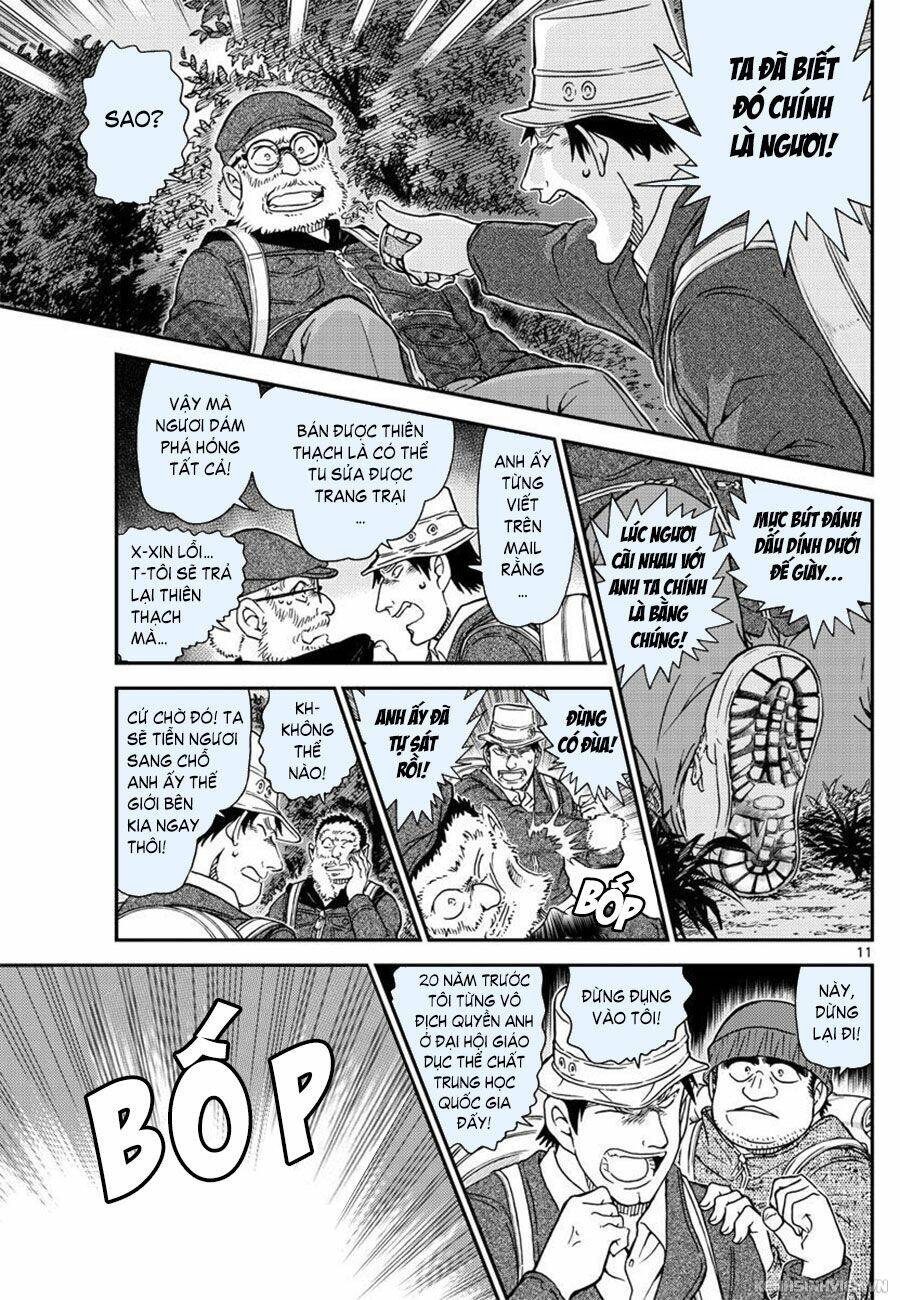 TA ĐÃ BIẾT
ĐÓ CHÍNH
LÀ NGƯƠI!
SAO?
MỰC BÚT ĐÁNH
DẤU DÍNH DƯỚI
ĐẾ GIÀY...
LÚC NGƯƠI
CÃI NHAU VỚI
ANH TA CHÍNH
LÀ BẰNG
CHỨNG!
ANH ẤY
TỪNG
VIẾT
TRÊN
MAIL
RẰNG
...
BÁN ĐƯỢC THIÊN
THẠCH LÀ CÓ THỂ
TU SỬA ĐƯỢC
TRANG TRẠI
...
VẬY MÀ
NGƯƠI DÁM
PHÁ HỎNG
TẤT CẢ!
X-XIN LỖI...
T-TÔI SẼ TRẢ
LẠI THIÊN
THẠCH
MÀ...
ĐỪNG
CÓ ĐÙA!
ANH ẤY ĐÃ
TỰ SÁT
RỒI!
BỐP
KH-
KHÔNG
THỂ
NÀO!
CỨ CHỜ ĐÓ! TA
SẼ TIỄN NGƯƠI
SANG CHỖ
ANH ẤY THẾ
GIỚI BÊN
KIA NGAY
THÔI!
11
NÀY,
DỪNG
LẠI ĐI!
ĐỪNG ĐỤNG
VÀO TÔI!
20 NĂM TRƯỚC
TÔI TỪNG VÔ
ĐỊCH QUYỀN ANH
Ở ĐẠI HỘI GIÁO
DỤC THỂ CHẤT
TRUNG HỌC
QUỐC GIA
ĐẤY!
BỐP
KENHSINHVIEN.VN